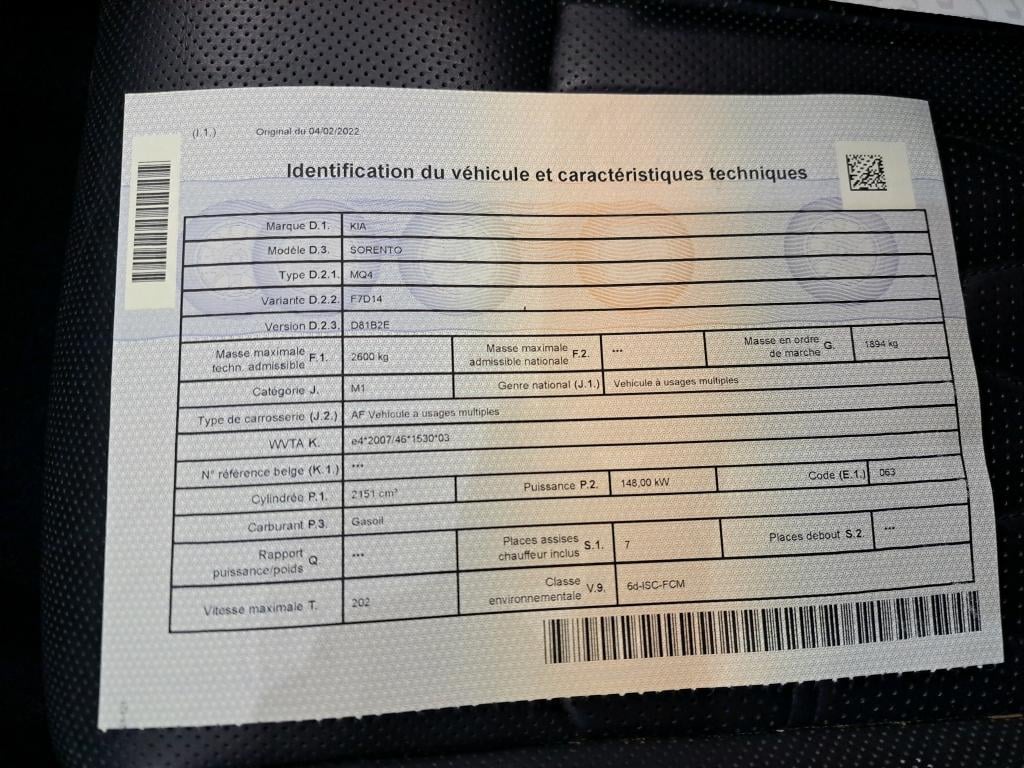 (I.1.) Original du 04/02/2022
Identification du véhicule et caractéristiques techniques
Marque D.1. KIA
Modèle D.3. SORENTO
Type D.2.1. MQ4
Variante D.2.2. F7D14
Version D.2.3. D81B2E
Masse maximale techn. admissible F.1. 2600 kg Masse maximale admissible nationale F.2. *** Masse en ordre de marche G. 1894 kg
Catégorie J. M1 Genre national (J.1.) Vehicule à usages multiples
Type de carrosserie (J.2.) AF Vehicule a usages multiples
WVTA K. e4*2007/46*1530*03
N° référence belge (K.1.) ***
Cylindrée P.1. 2151 cm³ Puissance P.2. 148,00 kW Code (E.1.) 063
Carburant P.3. Gasoil
Rapport puissance/poids Q. *** Places assises chauffeur inclus S.1. 7 Places debout S.2. ***
Vitesse maximale T. 202 Classe environnementale V.9. 6d-ISC-FCM